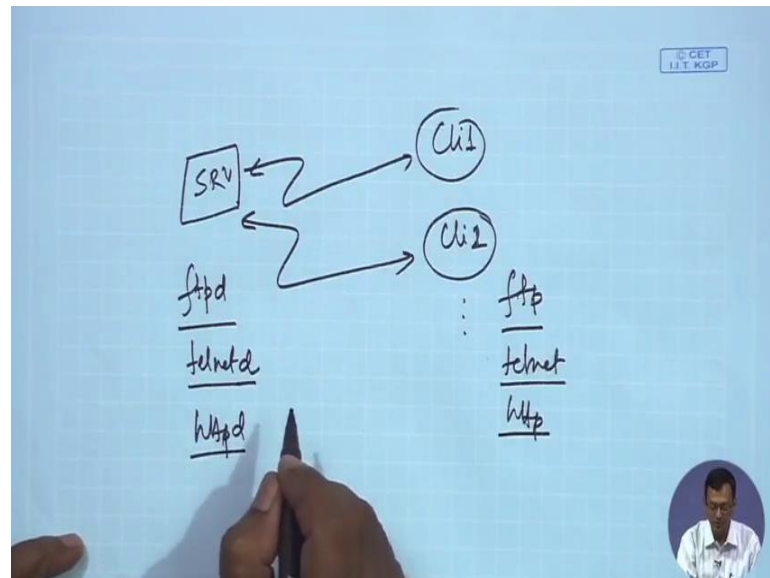 © CET
I.I.T. KGP
SRV
Cli1
Cli2
ftpd
ftp
telnetd
telnet
httpd
http